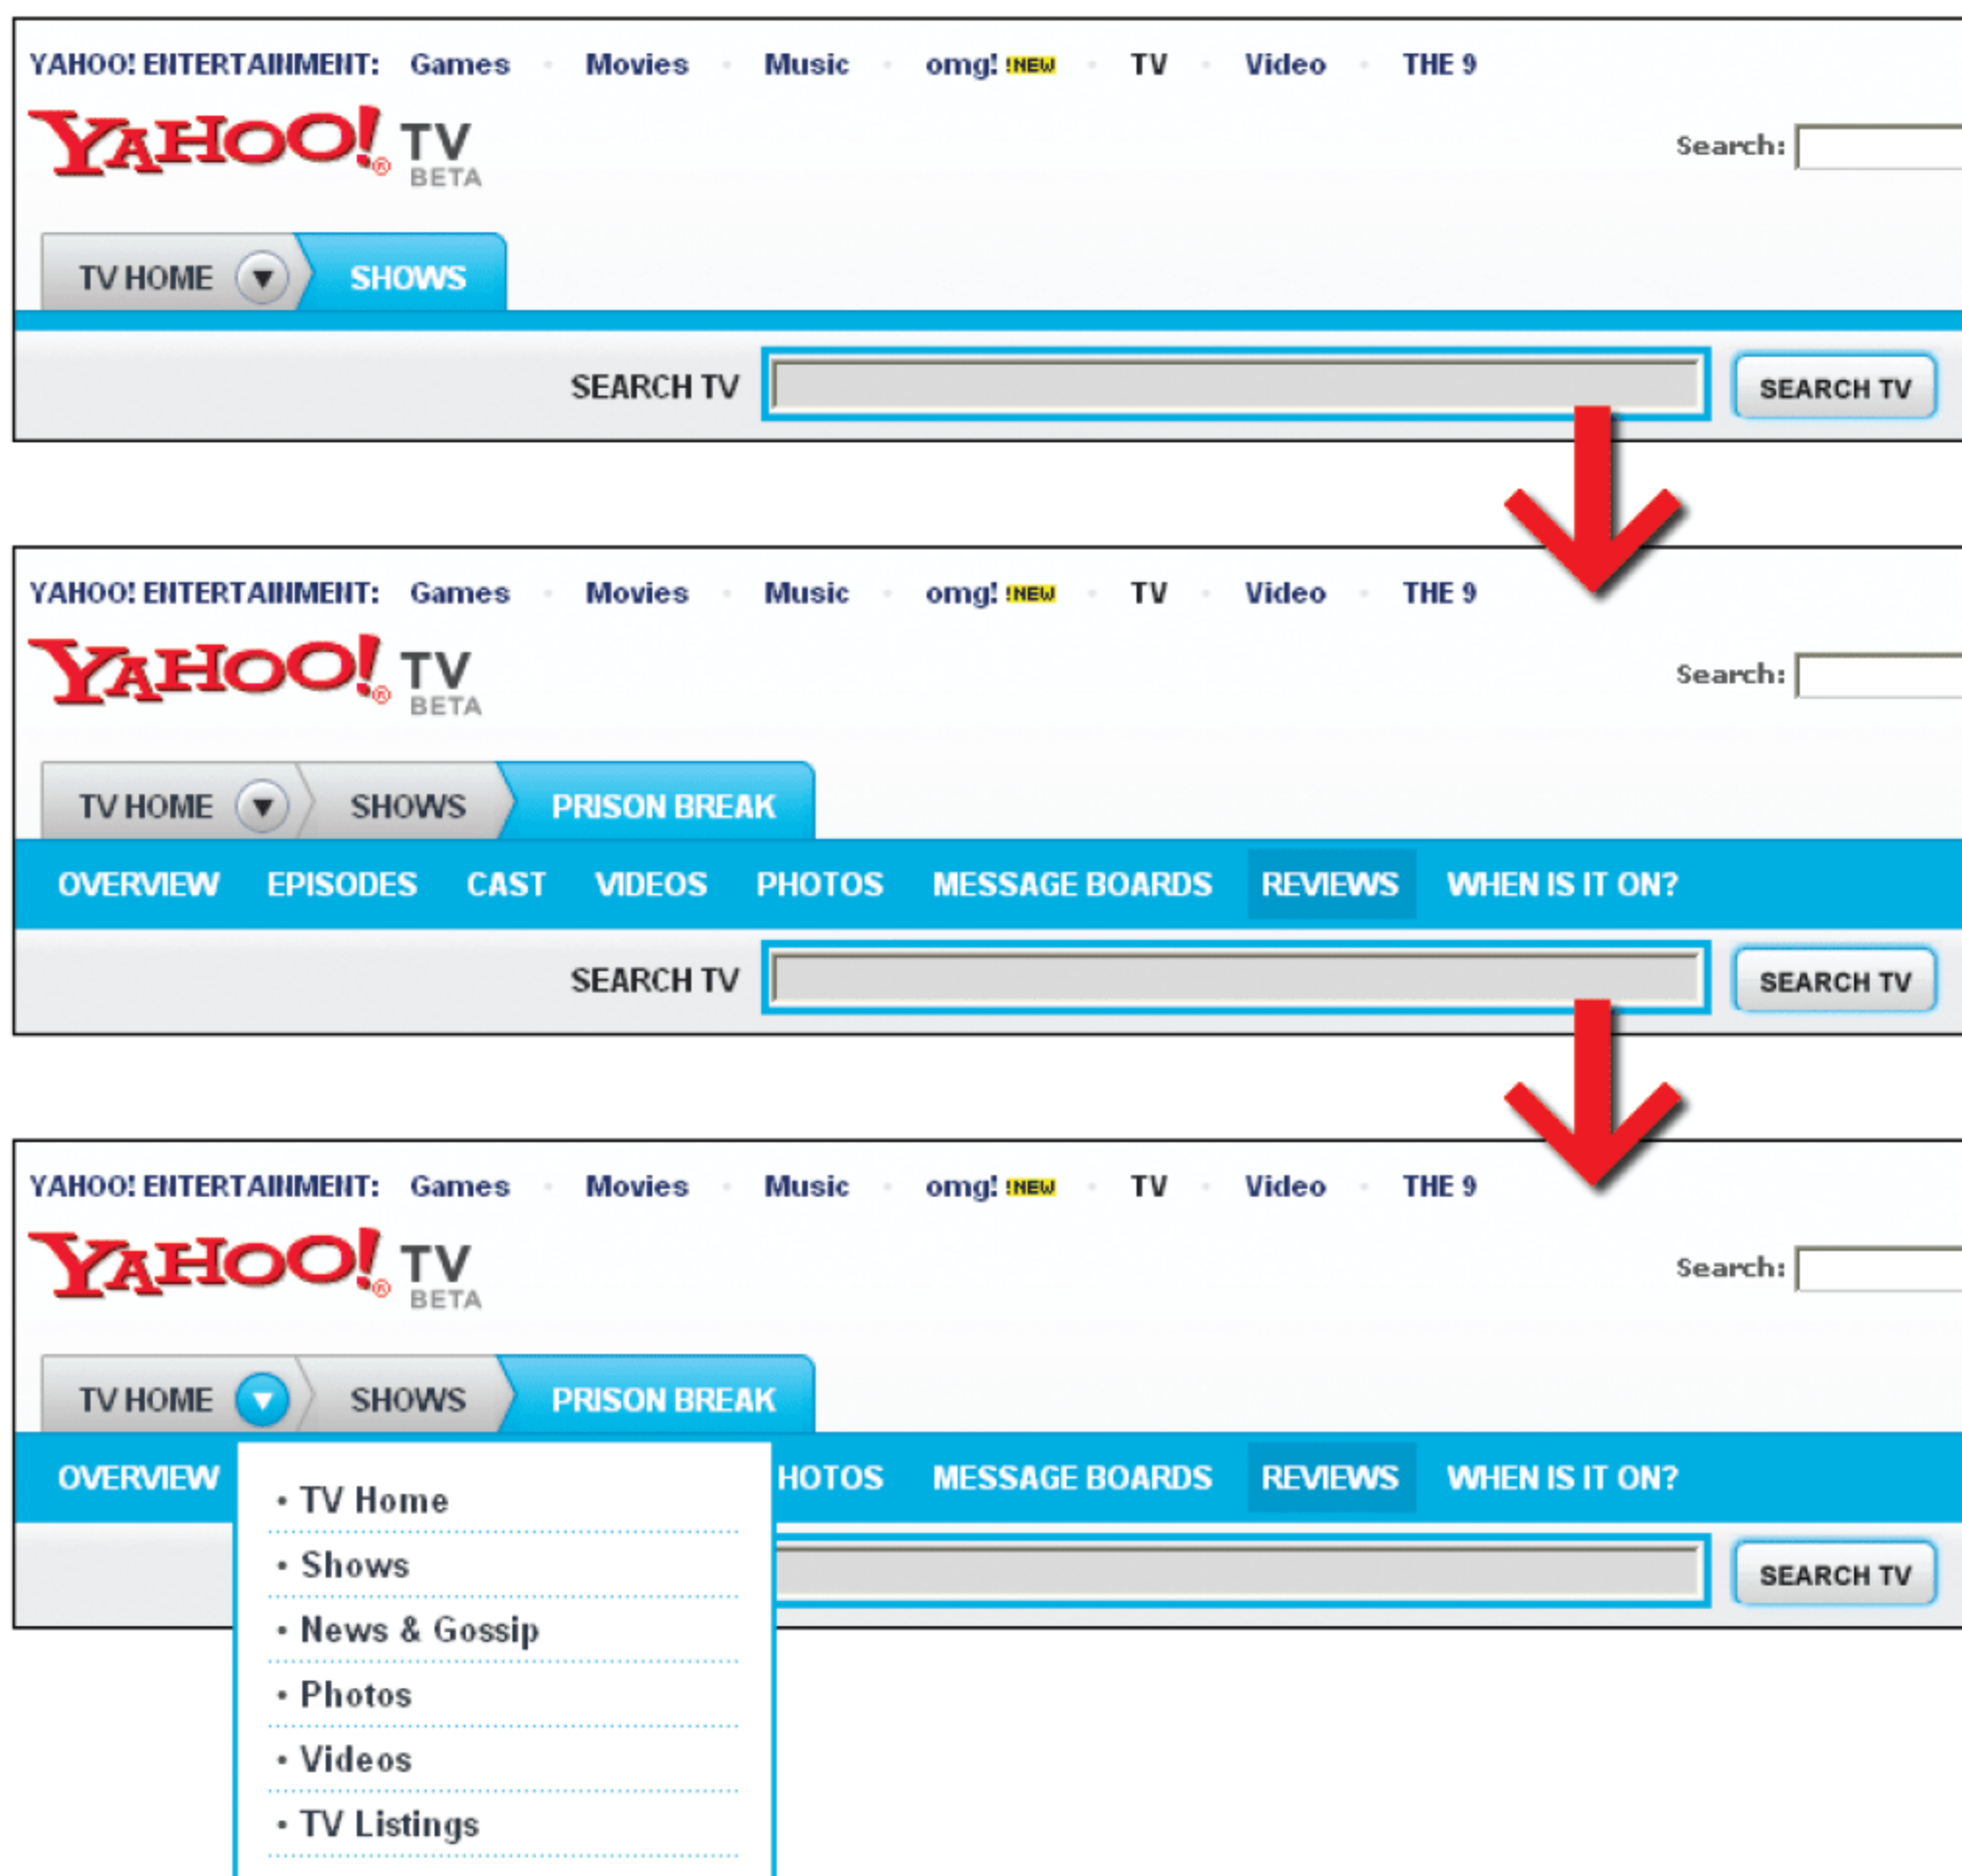 YAHOO! ENTERTAINMENT: Games • Movies • Music • omg! !NEW • TV • Video • THE 9
YAHOO!® TV
BETA
Search:
TV HOME ▼ SHOWS
SEARCH TV SEARCH TV
YAHOO! ENTERTAINMENT: Games • Movies • Music • omg! !NEW • TV • Video • THE 9
YAHOO!® TV
BETA
Search:
TV HOME ▼ SHOWS PRISON BREAK
OVERVIEW EPISODES CAST VIDEOS PHOTOS MESSAGE BOARDS REVIEWS WHEN IS IT ON?
SEARCH TV SEARCH TV
YAHOO! ENTERTAINMENT: Games • Movies • Music • omg! !NEW • TV • Video • THE 9
YAHOO!® TV
BETA
Search:
TV HOME ▼ SHOWS PRISON BREAK
OVERVIEW HOTOS MESSAGE BOARDS REVIEWS WHEN IS IT ON?
SEARCH TV
• TV Home
• Shows
• News & Gossip
• Photos
• Videos
• TV Listings